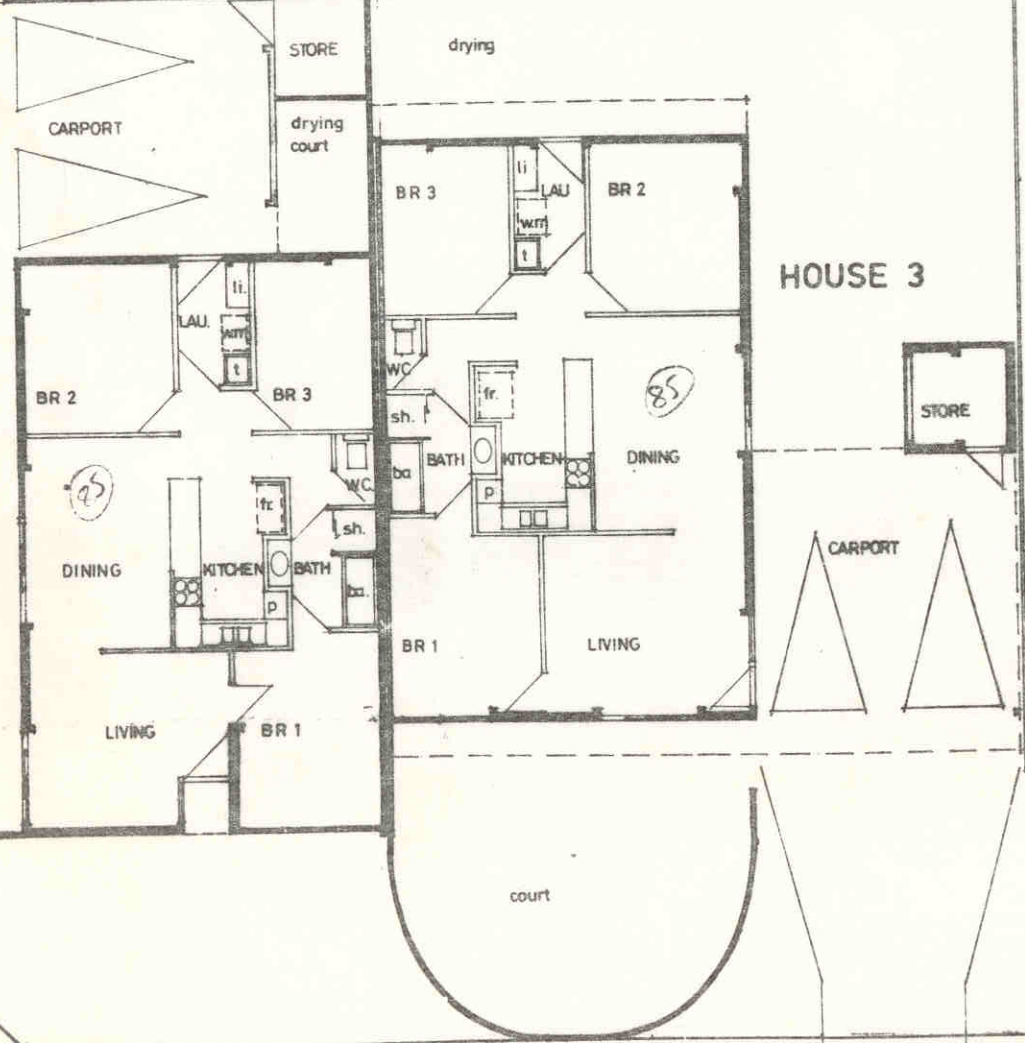 STORE
drying
CARPORT
drying
court
BR 3
li
LAU
BR 2
w.m
t
HOUSE 3
li.
LAU.
w.m
t
BR 2
BR 3
WC
fr.
85
STORE
sh.
BATH
KITCHEN
DINING
ba
p
85
fr.
WC
sh.
DINING
KITCHEN
BATH
ba.
p
CARPORT
BR 1
LIVING
LIVING
BR 1
court